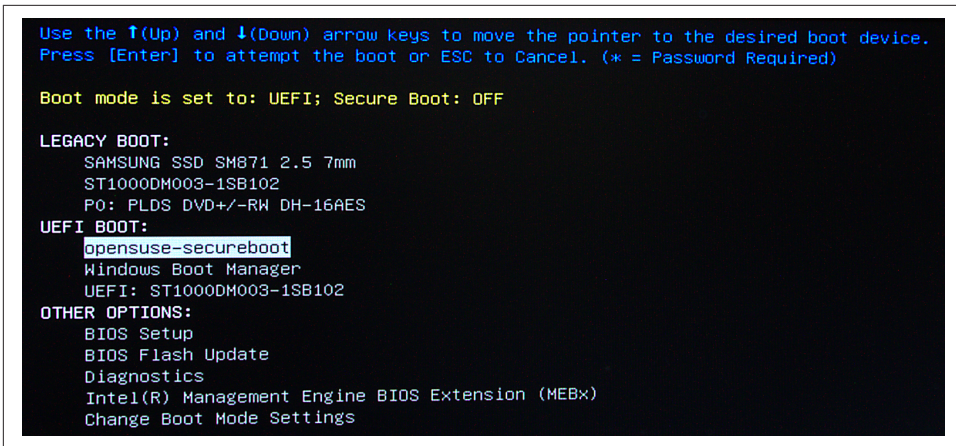 Use the ↑(Up) and ↓(Down) arrow keys to move the pointer to the desired boot device.
Press [Enter] to attempt the boot or ESC to Cancel. (* = Password Required)
Boot mode is set to: UEFI; Secure Boot: OFF
LEGACY BOOT:
SAMSUNG SSD SM871 2.5 7mm
ST1000DM003-1SB102
PO: PLDS DVD+/-RW DH-16AES
UEFI BOOT:
opensuse-secureboot
Windows Boot Manager
UEFI: ST1000DM003-1SB102
OTHER OPTIONS:
BIOS Setup
BIOS Flash Update
Diagnostics
Intel(R) Management Engine BIOS Extension (MEBx)
Change Boot Mode Settings